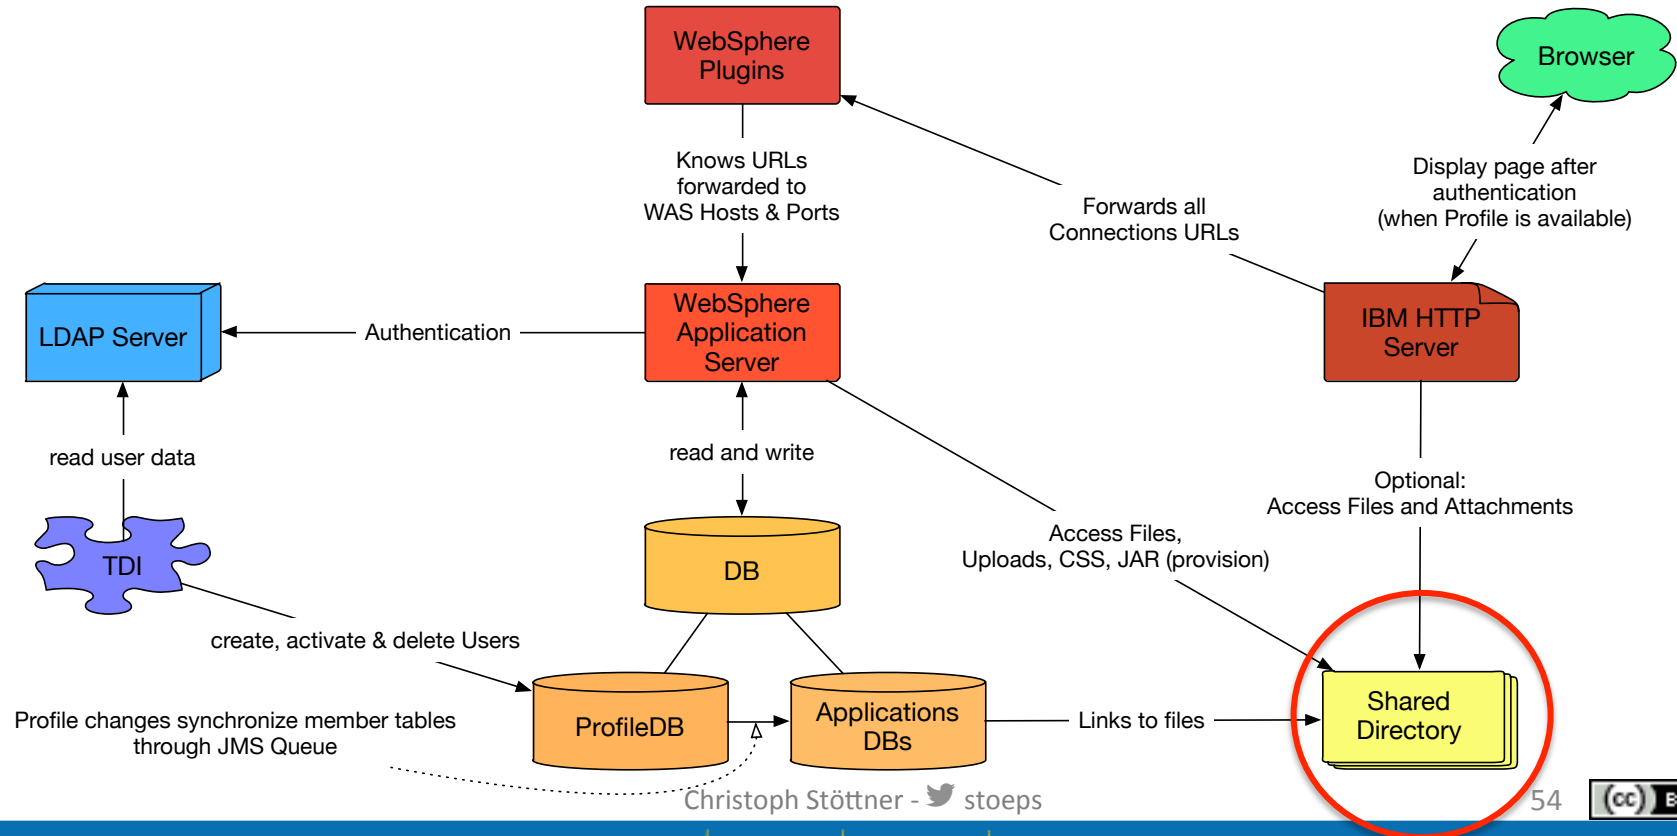 WebSphere
Plugins
Browser
Knows URLs
forwarded to
WAS Hosts & Ports
Forwards all
Connections URLs
Display page after
authentication
(when Profile is available)
LDAP Server
Authentication
WebSphere
Application
Server
IBM HTTP
Server
read user data
read and write
Optional:
Access Files and Attachments
TDI
DB
Access Files,
Uploads, CSS, JAR (provision)
create, activate & delete Users
Profile changes synchronize member tables
through JMS Queue
ProfileDB
Applications
DBs
Links to files
Shared
Directory
Christoph Stöttner - stoeps
54
(cc)